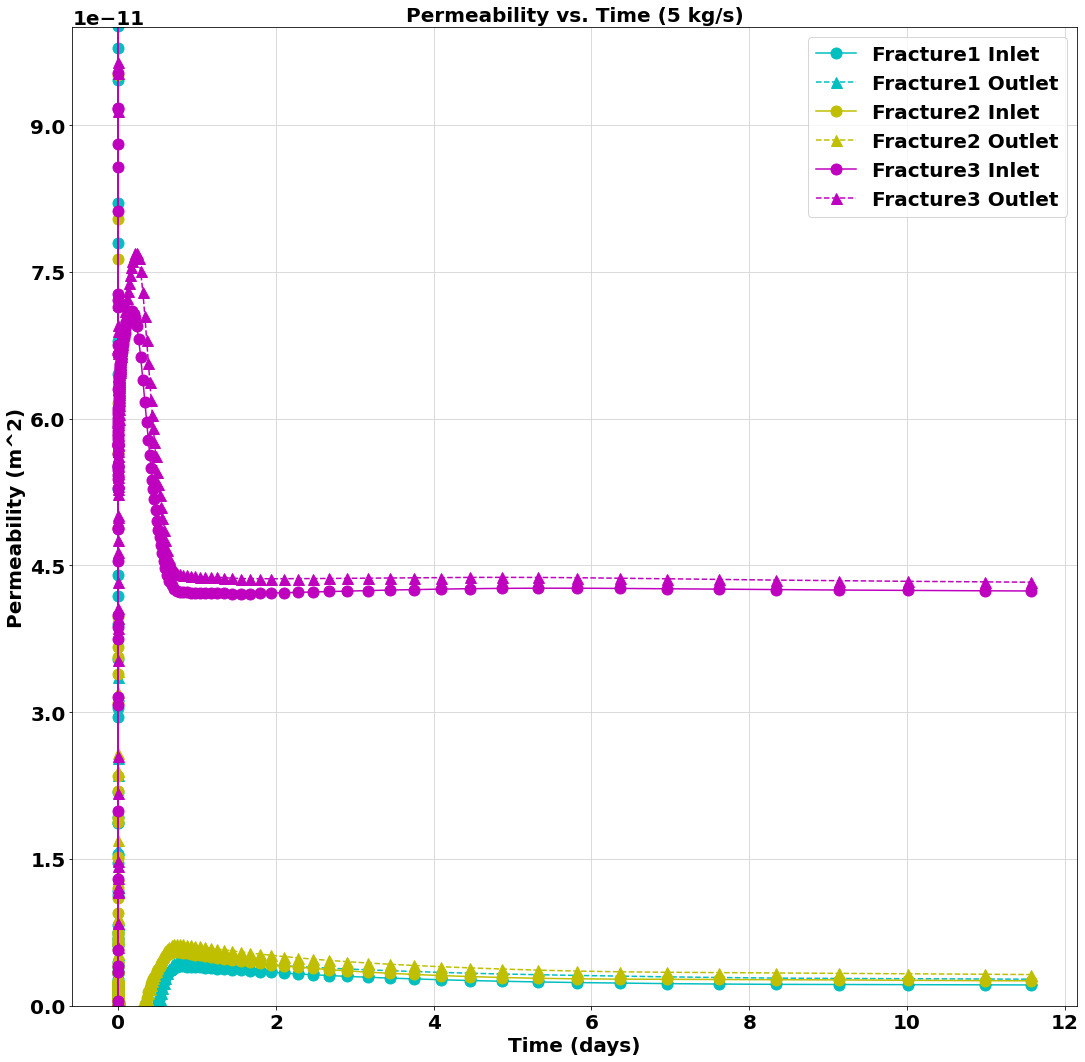 Permeability vs. Time (5 kg/s)
1e−11
Fracture1 Inlet
Fracture1 Outlet
Fracture2 Inlet
Fracture2 Outlet
Fracture3 Inlet
Fracture3 Outlet
9.0
7.5
6.0
4.5
3.0
1.5
0.0
Permeability (m^2)
0 2 4 6 8 10 12
Time (days)